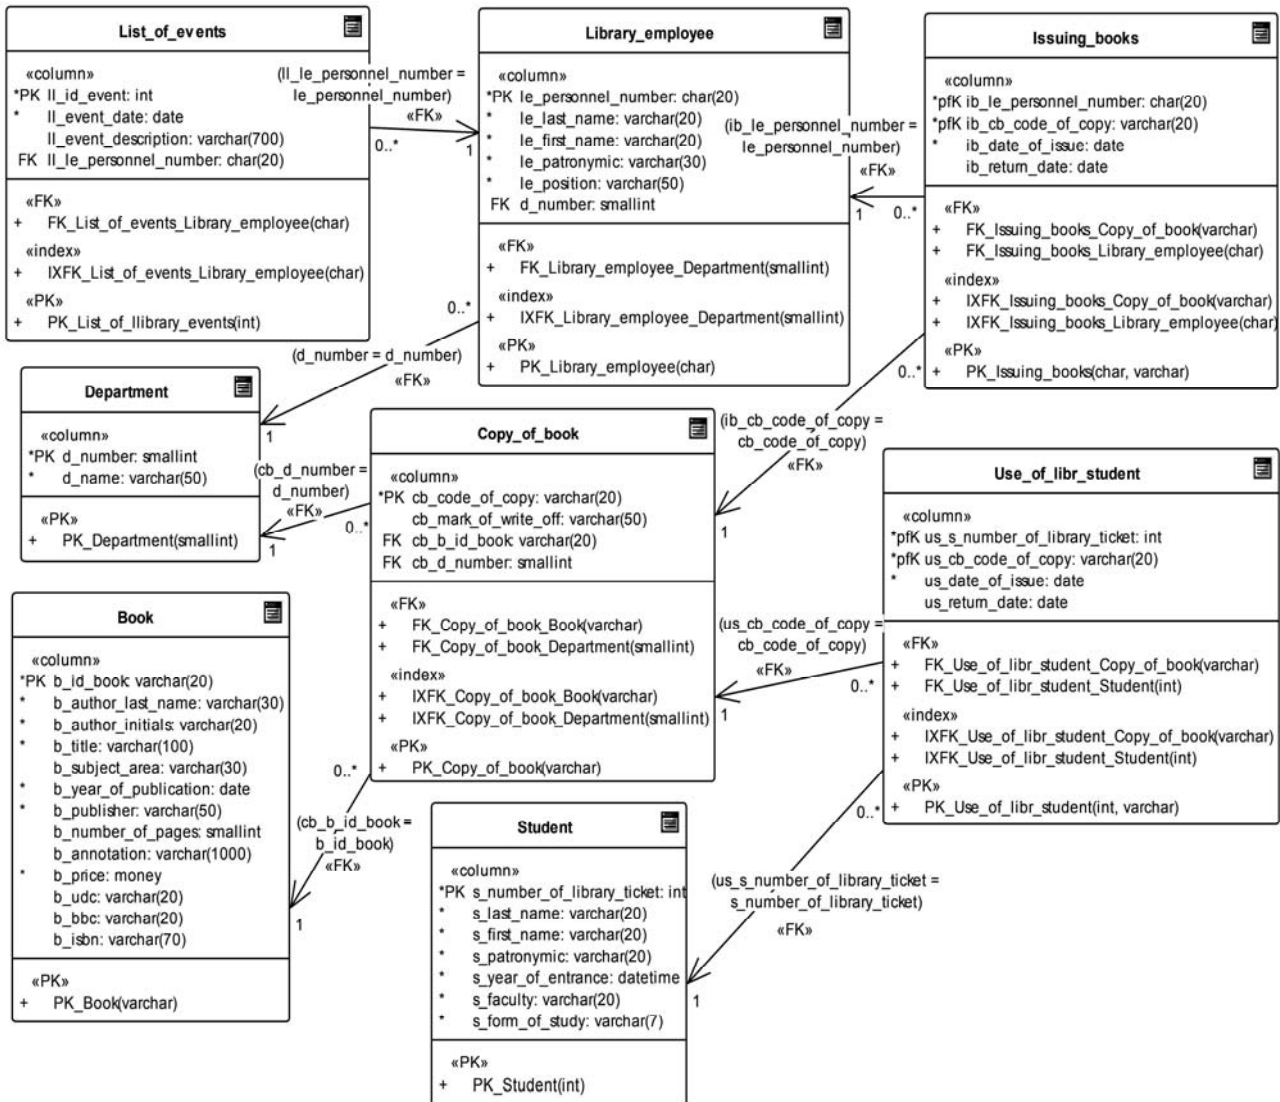 List_of_events
«column»
*PK ll_id_event: int
* ll_event_date: date
ll_event_description: varchar(700)
FK ll_le_personnel_number: char(20)
«FK»
+ FK_List_of_events_Library_employee(char)
«index»
+ IXFK_List_of_events_Library_employee(char)
«PK»
+ PK_List_of_llibrary_events(int)
(ll_le_personnel_number =
le_personnel_number)
«FK»
0..*
1
Library_employee
«column»
*PK le_personnel_number: char(20)
* le_last_name: varchar(20)
* le_first_name: varchar(20)
* le_patronymic: varchar(30)
* le_position: varchar(50)
FK d_number: smallint
«FK»
+ FK_Library_employee_Department(smallint)
«index»
+ IXFK_Library_employee_Department(smallint)
«PK»
+ PK_Library_employee(char)
(ib_le_personnel_number =
le_personnel_number)
«FK»
1
0..*
Issuing_books
«column»
*pfK ib_le_personnel_number: char(20)
*pfK ib_cb_code_of_copy: varchar(20)
* ib_date_of_issue: date
ib_return_date: date
«FK»
+ FK_Issuing_books_Copy_of_book(varchar)
+ FK_Issuing_books_Library_employee(char)
«index»
+ IXFK_Issuing_books_Copy_of_book(varchar)
+ IXFK_Issuing_books_Library_employee(char)
«PK»
+ PK_Issuing_books(char, varchar)
0..*
(d_number = d_number)
«FK»
1
Department
«column»
*PK d_number: smallint
* d_name: varchar(50)
«PK»
+ PK_Department(smallint)
(cb_d_number =
d_number)
«FK»
0..*
1
Copy_of_book
«column»
*PK cb_code_of_copy: varchar(20)
cb_mark_of_write_off: varchar(50)
FK cb_b_id_book: varchar(20)
FK cb_d_number: smallint
«FK»
+ FK_Copy_of_book_Book(varchar)
+ FK_Copy_of_book_Department(smallint)
«index»
+ IXFK_Copy_of_book_Book(varchar)
+ IXFK_Copy_of_book_Department(smallint)
«PK»
+ PK_Copy_of_book(varchar)
0..*
(ib_cb_code_of_copy =
cb_code_of_copy)
«FK»
1
Use_of_libr_student
«column»
*pfK us_s_number_of_library_ticket: int
*pfK us_cb_code_of_copy: varchar(20)
* us_date_of_issue: date
us_return_date: date
«FK»
+ FK_Use_of_libr_student_Copy_of_book(varchar)
+ FK_Use_of_libr_student_Student(int)
«index»
+ IXFK_Use_of_libr_student_Copy_of_book(varchar)
+ IXFK_Use_of_libr_student_Student(int)
«PK»
+ PK_Use_of_libr_student(int, varchar)
(us_cb_code_of_copy =
cb_code_of_copy)
«FK»
0..*
1
Book
«column»
*PK b_id_book: varchar(20)
* b_author_last_name: varchar(30)
* b_author_initials: varchar(20)
* b_title: varchar(100)
b_subject_area: varchar(30)
* b_year_of_publication: date
* b_publisher: varchar(50)
b_number_of_pages: smallint
b_annotation: varchar(1000)
* b_price: money
b_udc: varchar(20)
b_bbc: varchar(20)
b_isbn: varchar(70)
«PK»
+ PK_Book(varchar)
0..*
(cb_b_id_book =
b_id_book)
«FK»
1
Student
«column»
*PK s_number_of_library_ticket: int
* s_last_name: varchar(20)
* s_first_name: varchar(20)
* s_patronymic: varchar(20)
* s_year_of_entrance: datetime
* s_faculty: varchar(20)
* s_form_of_study: varchar(7)
«PK»
+ PK_Student(int)
0..*
(us_s_number_of_library_ticket =
s_number_of_library_ticket)
«FK»
1